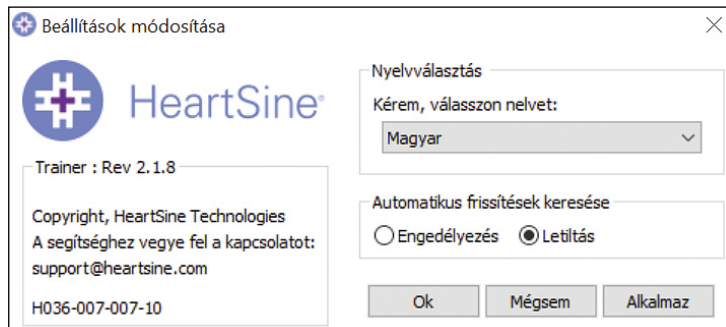 Beállítások módosítása
HeartSine®
Trainer : Rev 2.1.8
Copyright, HeartSine Technologies
A segítséghez vegye fel a kapcsolatot:
support@heartsine.com
H036-007-007-10
Nyelvválasztás
Kérem, válasszon nelvet:
Magyar
Automatikus frissítések keresése
Engedélyezés Letiltás
Ok Mégsem Alkalmaz